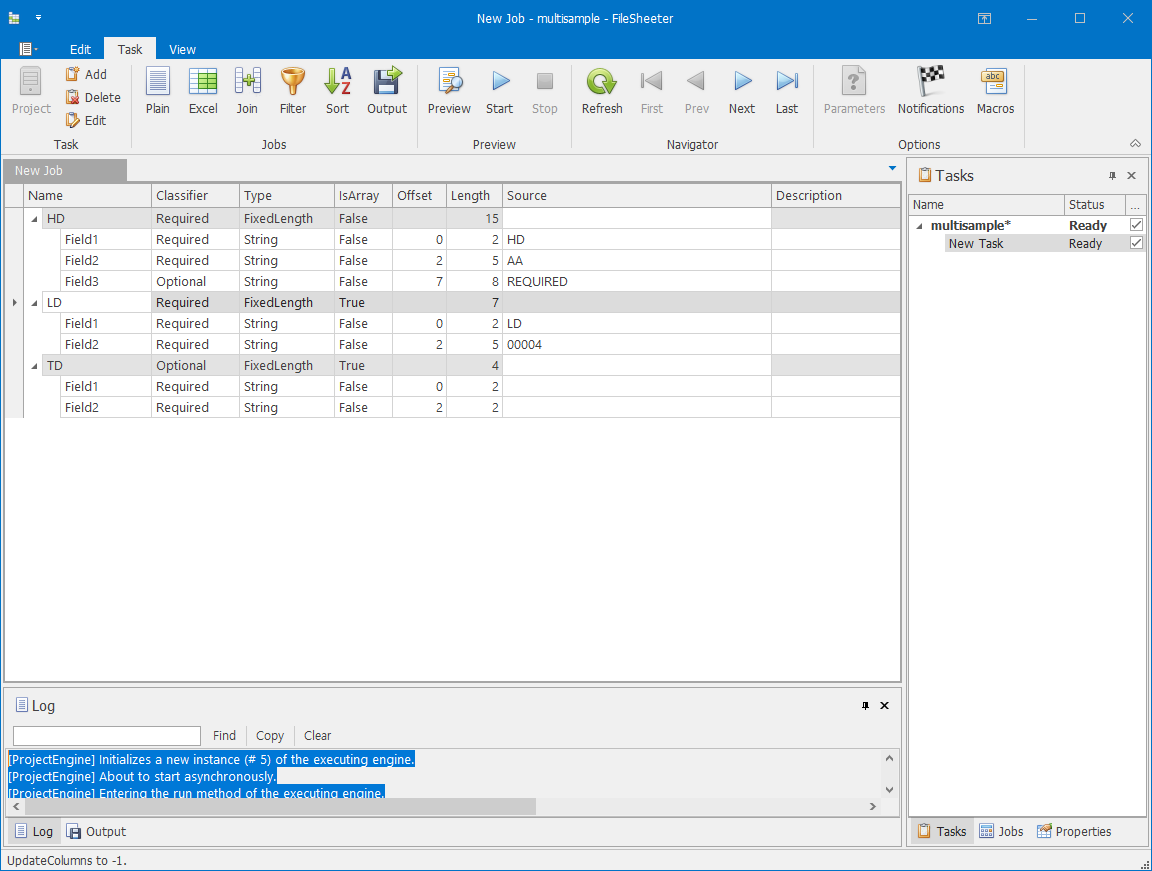 New Job - multisample - FileSheeter
Edit Task View
Project Add Delete Edit Plain Excel Join Filter Sort Output Preview Start Stop Refresh First Prev Next Last Parameters Notifications Macros
Task Jobs Preview Navigator Options
New Job
Name Classifier Type IsArray Offset Length Source Description
HD Required FixedLength False 15
Field1 Required String False 0 2 HD
Field2 Required String False 2 5 AA
Field3 Optional String False 7 8 REQUIRED
LD Required FixedLength True 7
Field1 Required String False 0 2 LD
Field2 Required String False 2 5 00004
TD Optional FixedLength True 4
Field1 Required String False 0 2
Field2 Required String False 2 2
Tasks
Name Status ...
multisample* Ready
New Task Ready
Log
Find Copy Clear
[ProjectEngine] Initializes a new instance (# 5) of the executing engine.
[ProjectEngine] About to start asynchronously.
[ProjectEngine] Entering the run method of the executing engine.
Log Output
Tasks Jobs Properties
UpdateColumns to -1.